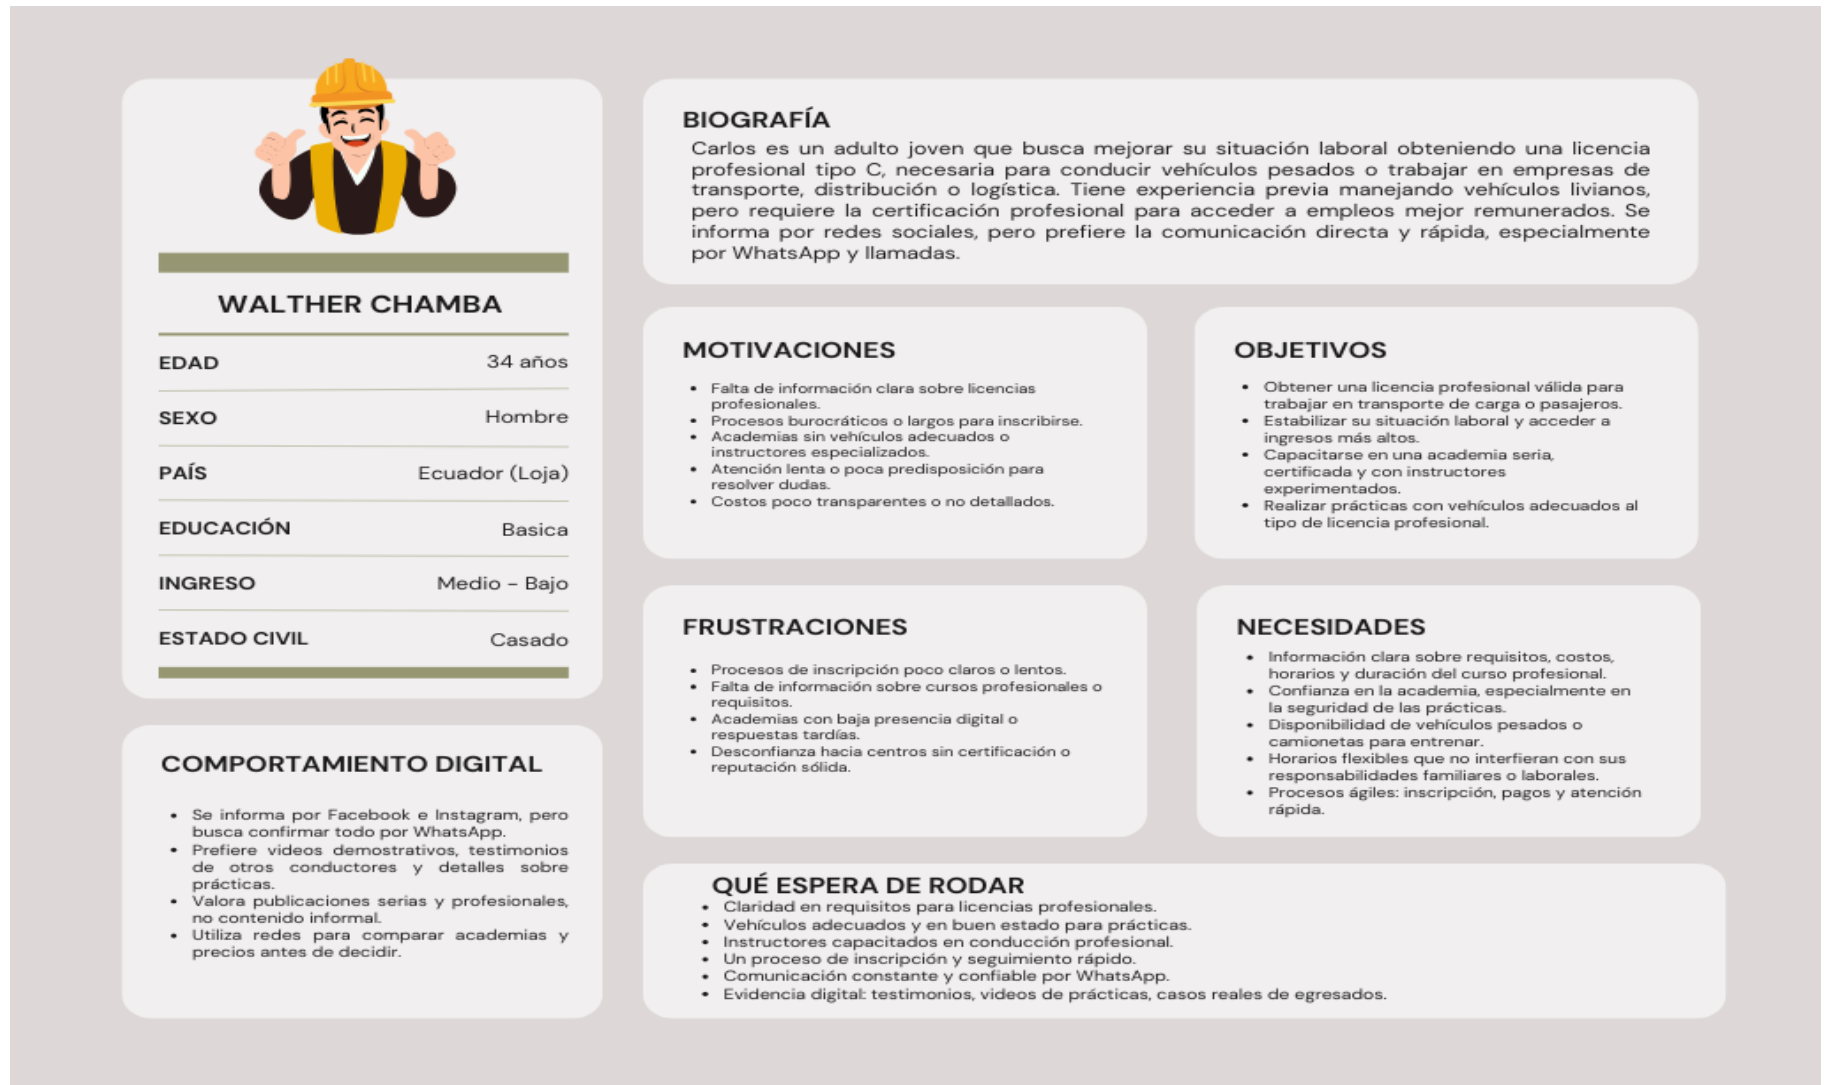 WALTHER CHAMBA
EDAD 34 años
SEXO Hombre
PAÍS Ecuador (Loja)
EDUCACIÓN Basica
INGRESO Medio - Bajo
ESTADO CIVIL Casado
COMPORTAMIENTO DIGITAL
• Se informa por Facebook e Instagram, pero
busca confirmar todo por WhatsApp.
• Prefiere videos demostrativos, testimonios
de otros conductores y detalles sobre
prácticas.
• Valora publicaciones serias y profesionales,
no contenido informal.
• Utiliza redes para comparar academias y
precios antes de decidir.
BIOGRAFÍA
Carlos es un adulto joven que busca mejorar su situación laboral obteniendo una licencia
profesional tipo C, necesaria para conducir vehículos pesados o trabajar en empresas de
transporte, distribución o logística. Tiene experiencia previa manejando vehículos livianos,
pero requiere la certificación profesional para acceder a empleos mejor remunerados. Se
informa por redes sociales, pero prefiere la comunicación directa y rápida, especialmente
por WhatsApp y llamadas.
MOTIVACIONES
• Falta de información clara sobre licencias
profesionales.
• Procesos burocráticos o largos para inscribirse.
• Academias sin vehículos adecuados o
instructores especializados.
• Atención lenta o poca predisposición para
resolver dudas.
• Costos poco transparentes o no detallados.
OBJETIVOS
• Obtener una licencia profesional válida para
trabajar en transporte de carga o pasajeros.
• Estabilizar su situación laboral y acceder a
ingresos más altos.
• Capacitarse en una academia seria,
certificada y con instructores
experimentados.
• Realizar prácticas con vehículos adecuados al
tipo de licencia profesional.
FRUSTRACIONES
• Procesos de inscripción poco claros o lentos.
• Falta de información sobre cursos profesionales o
requisitos.
• Academias con baja presencia digital o
respuestas tardías.
• Desconfianza hacia centros sin certificación o
reputación sólida.
NECESIDADES
• Información clara sobre requisitos, costos,
horarios y duración del curso profesional.
• Confianza en la academia, especialmente en
la seguridad de las prácticas.
• Disponibilidad de vehículos pesados o
camionetas para entrenar.
• Horarios flexibles que no interfieran con sus
responsabilidades familiares o laborales.
• Procesos ágiles: inscripción, pagos y atención
rápida.
QUÉ ESPERA DE RODAR
• Claridad en requisitos para licencias profesionales.
• Vehículos adecuados y en buen estado para prácticas.
• Instructores capacitados en conducción profesional.
• Un proceso de inscripción y seguimiento rápido.
• Comunicación constante y confiable por WhatsApp.
• Evidencia digital: testimonios, videos de prácticas, casos reales de egresados.